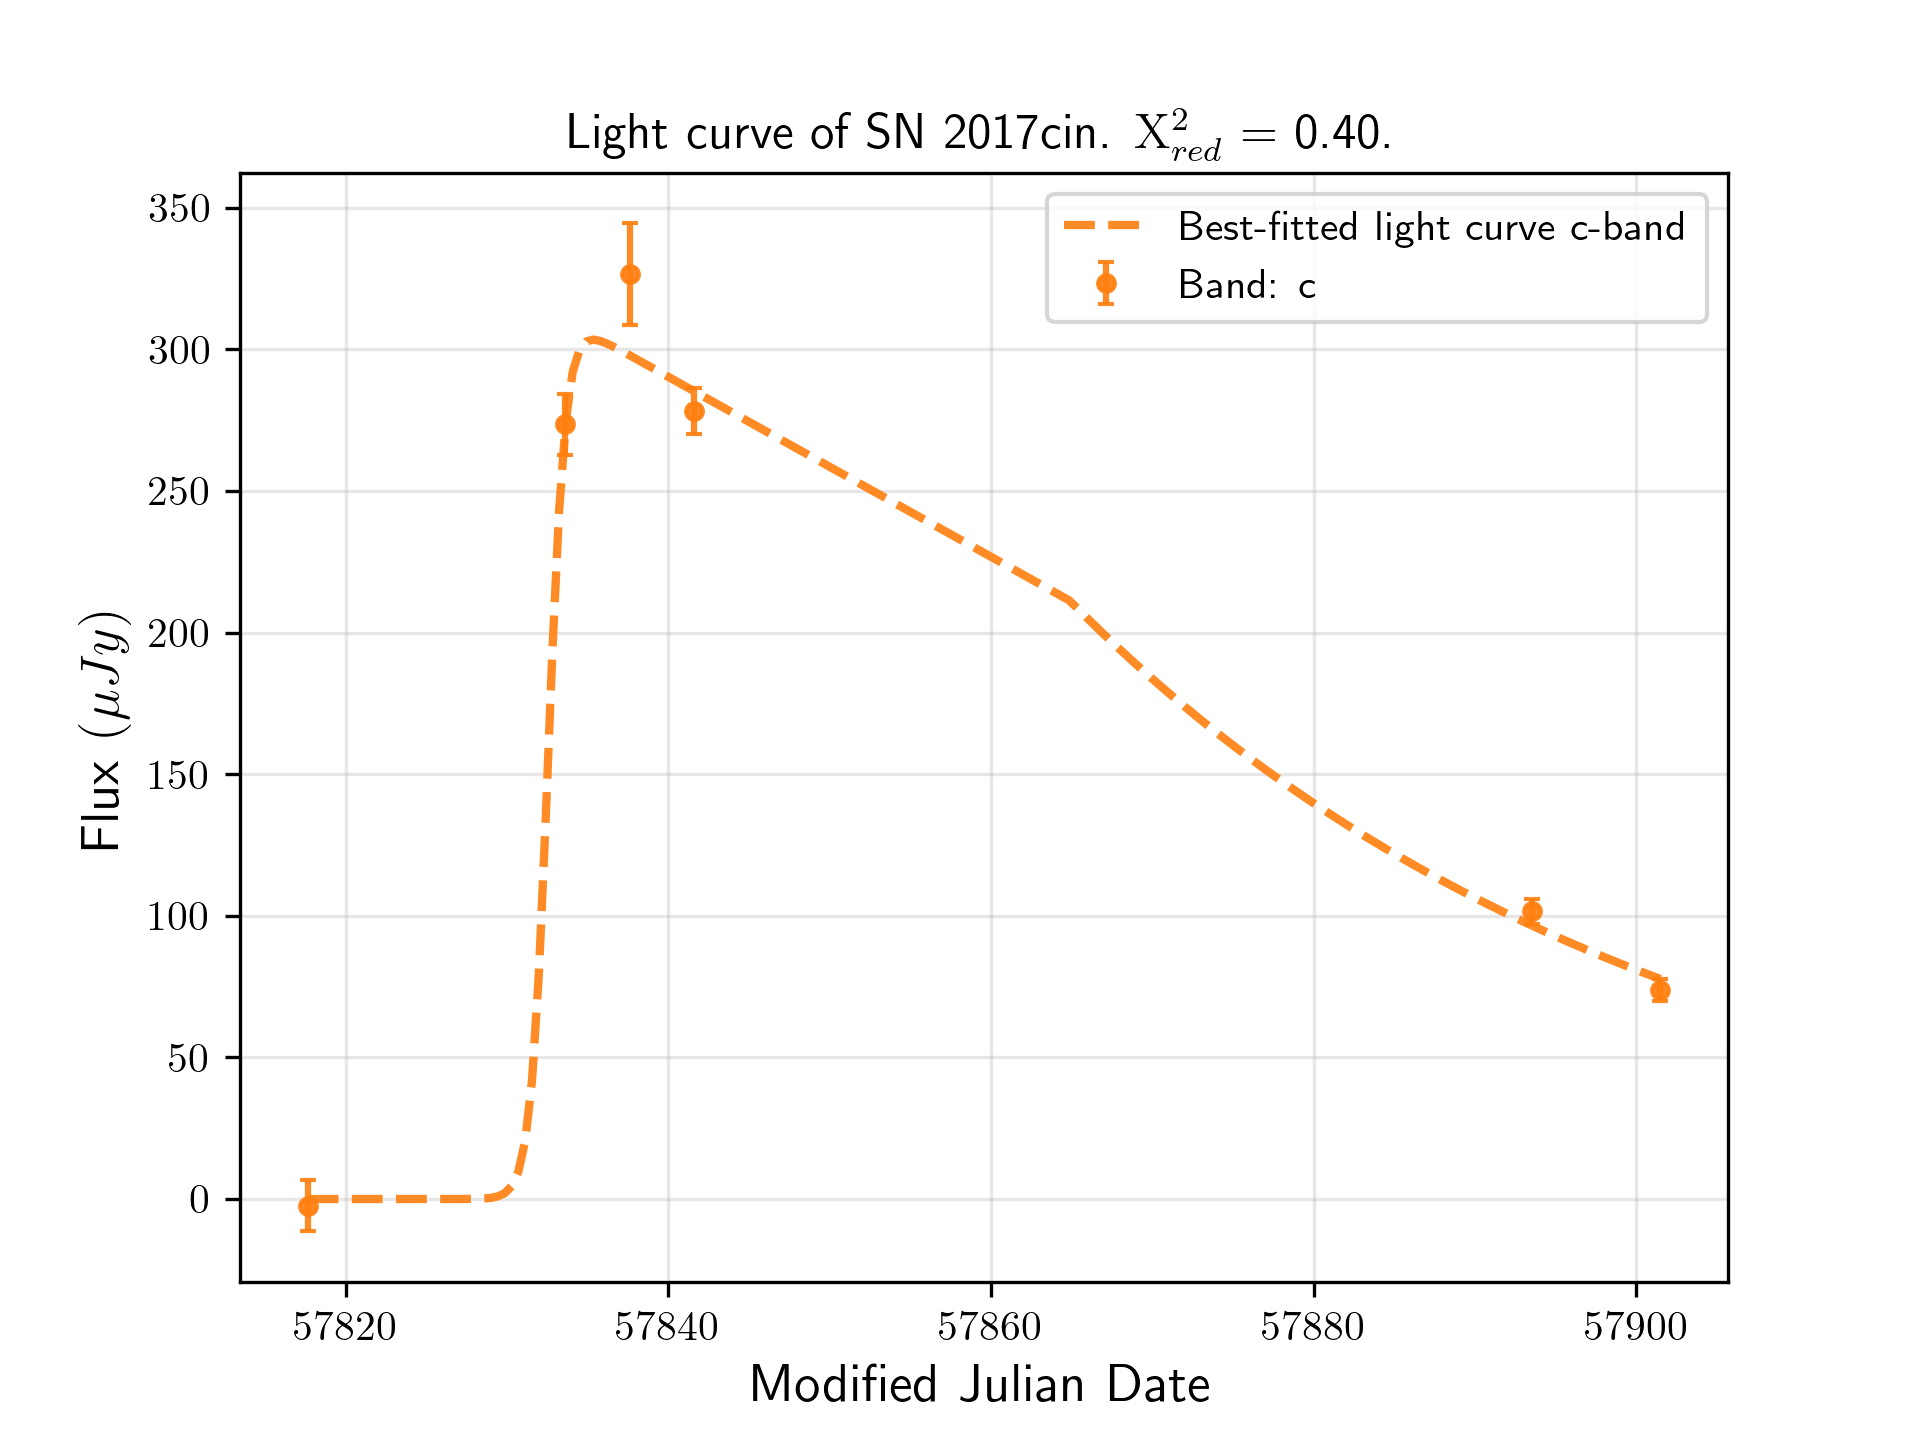 Light curve of SN 2017cin. X²_red = 0.40.
350
300
250
200
150
100
50
0
Flux (μJy)
Best-fitted light curve c-band
Band: c
57820 57840 57860 57880 57900
Modified Julian Date